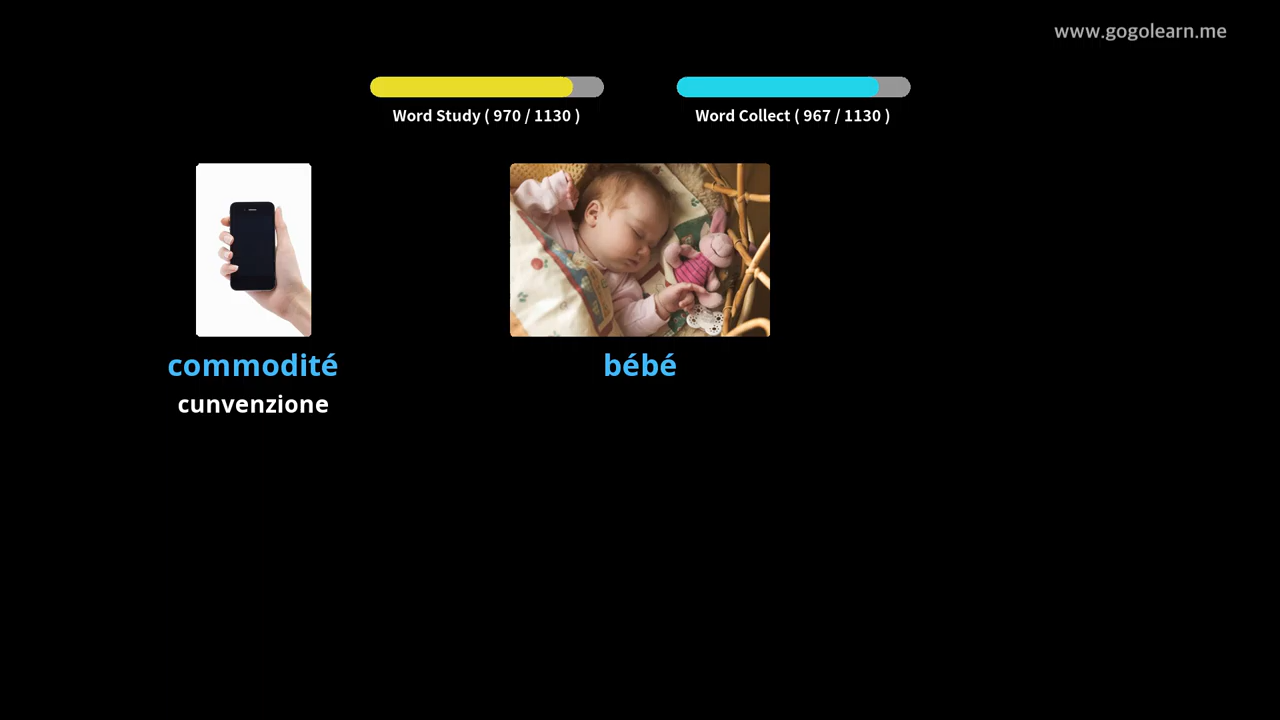 www.gogolearn.me
Word Study ( 970 / 1130 )
Word Collect ( 967 / 1130 )
commodité
bébé
cunvenzione